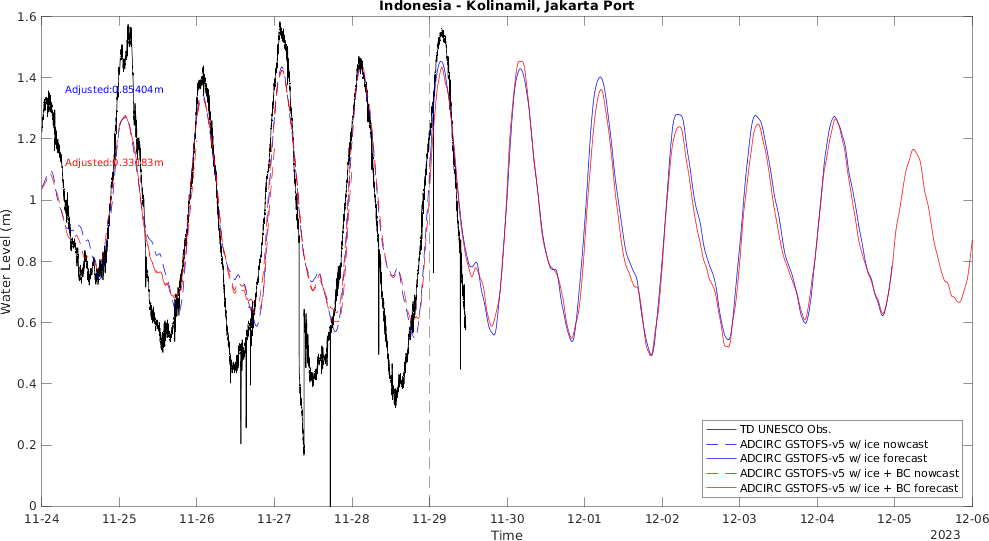 Indonesia - Kolinamil, Jakarta Port
1.6
1.4
1.2
1
0.8
0.6
0.4
0.2
0
Water Level (m)
Adjusted:0.85404m
Adjusted:0.33083m
TD UNESCO Obs.
ADCIRC GSTOFS-v5 w/ ice nowcast
ADCIRC GSTOFS-v5 w/ ice forecast
ADCIRC GSTOFS-v5 w/ ice + BC nowcast
ADCIRC GSTOFS-v5 w/ ice + BC forecast
11-24 11-25 11-26 11-27 11-28 11-29 11-30 12-01 12-02 12-03 12-04 12-05 12-06
Time
2023